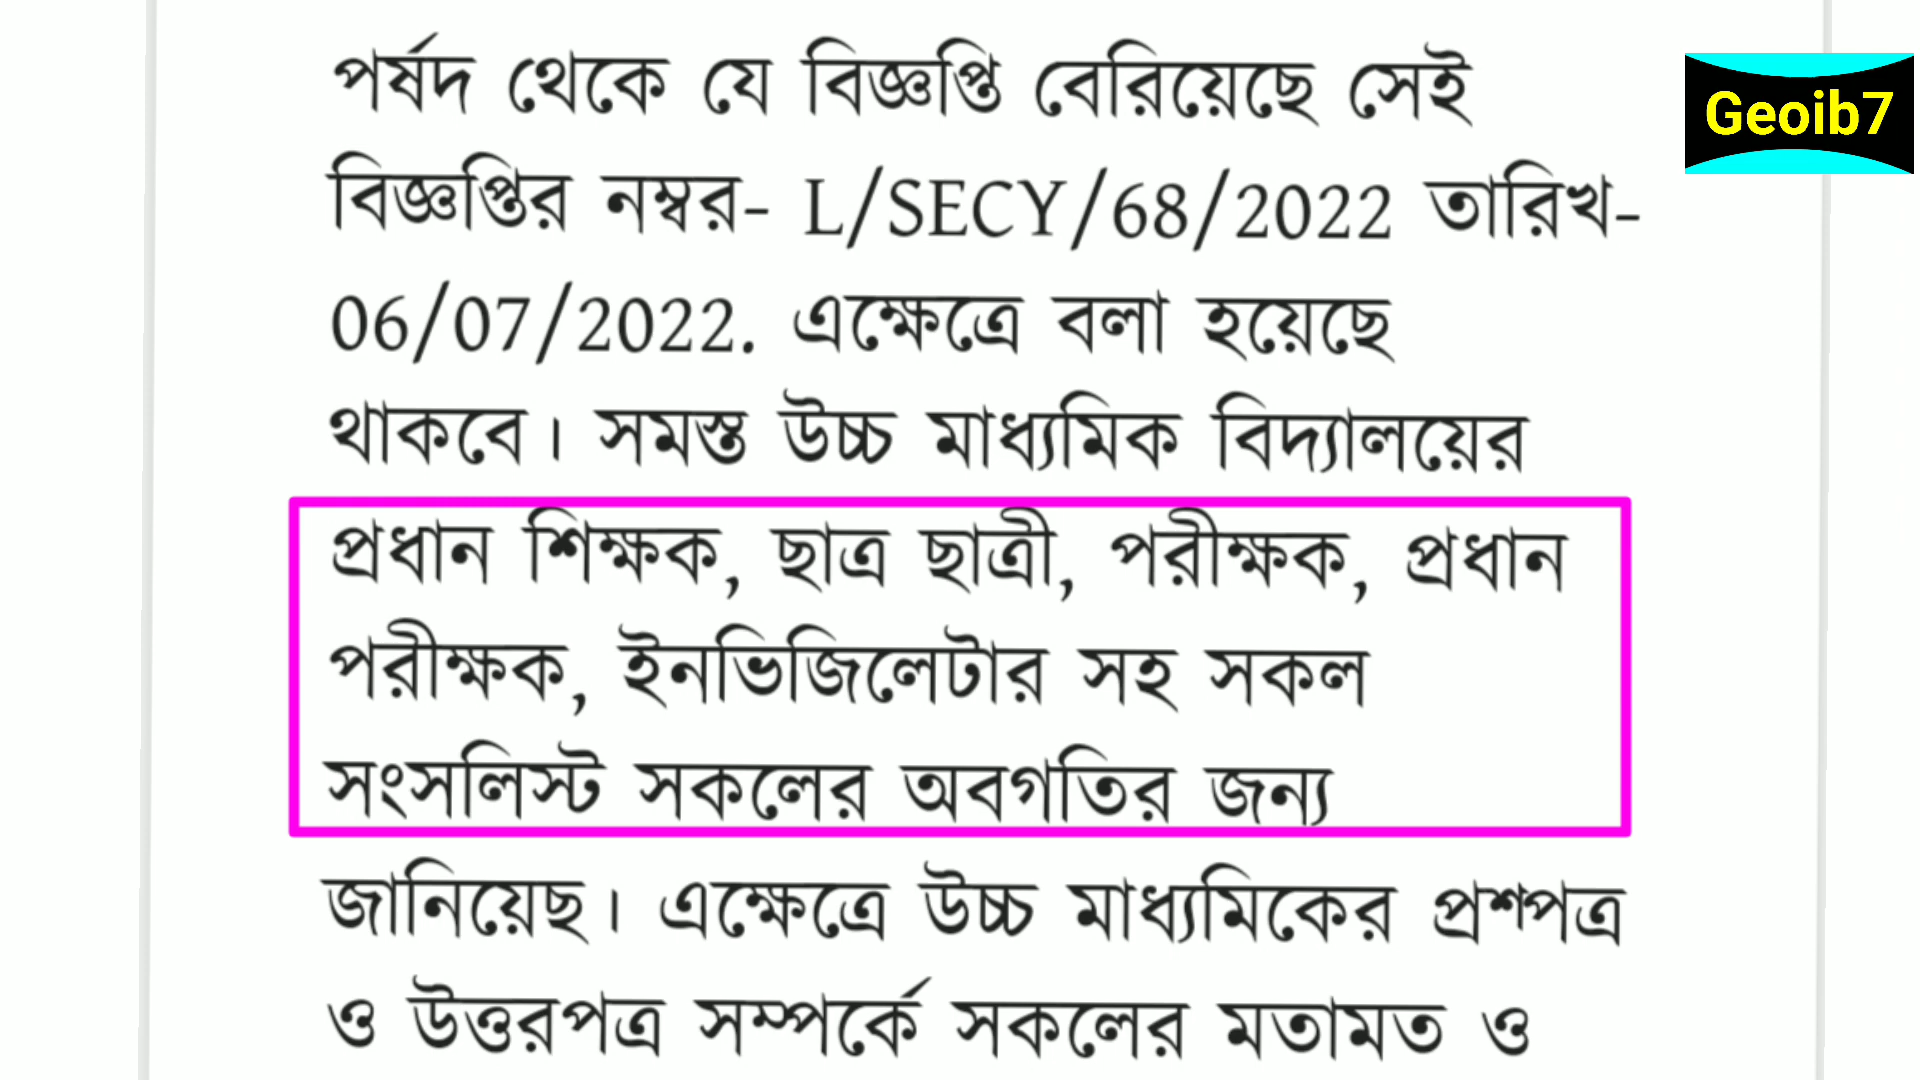 পর্ষদ থেকে যে বিজ্ঞপ্তি বেরিয়েছে সেই
Geoib7
বিজ্ঞপ্তির নম্বর- L/SECY/68/2022 তারিখ-
06/07/2022. এক্ষেত্রে বলা হয়েছে
থাকবে। সমস্ত উচ্চ মাধ্যমিক বিদ্যালয়ের
প্রধান শিক্ষক, ছাত্র ছাত্রী, পরীক্ষক, প্রধান
পরীক্ষক, ইনভিজিলেটার সহ সকল
সংসলিস্ট সকলের অবগতির জন্য
জানিয়েছ। এক্ষেত্রে উচ্চ মাধ্যমিকের প্রশ্পত্র
ও উত্তরপত্র সম্পর্কে সকলের মতামত ও